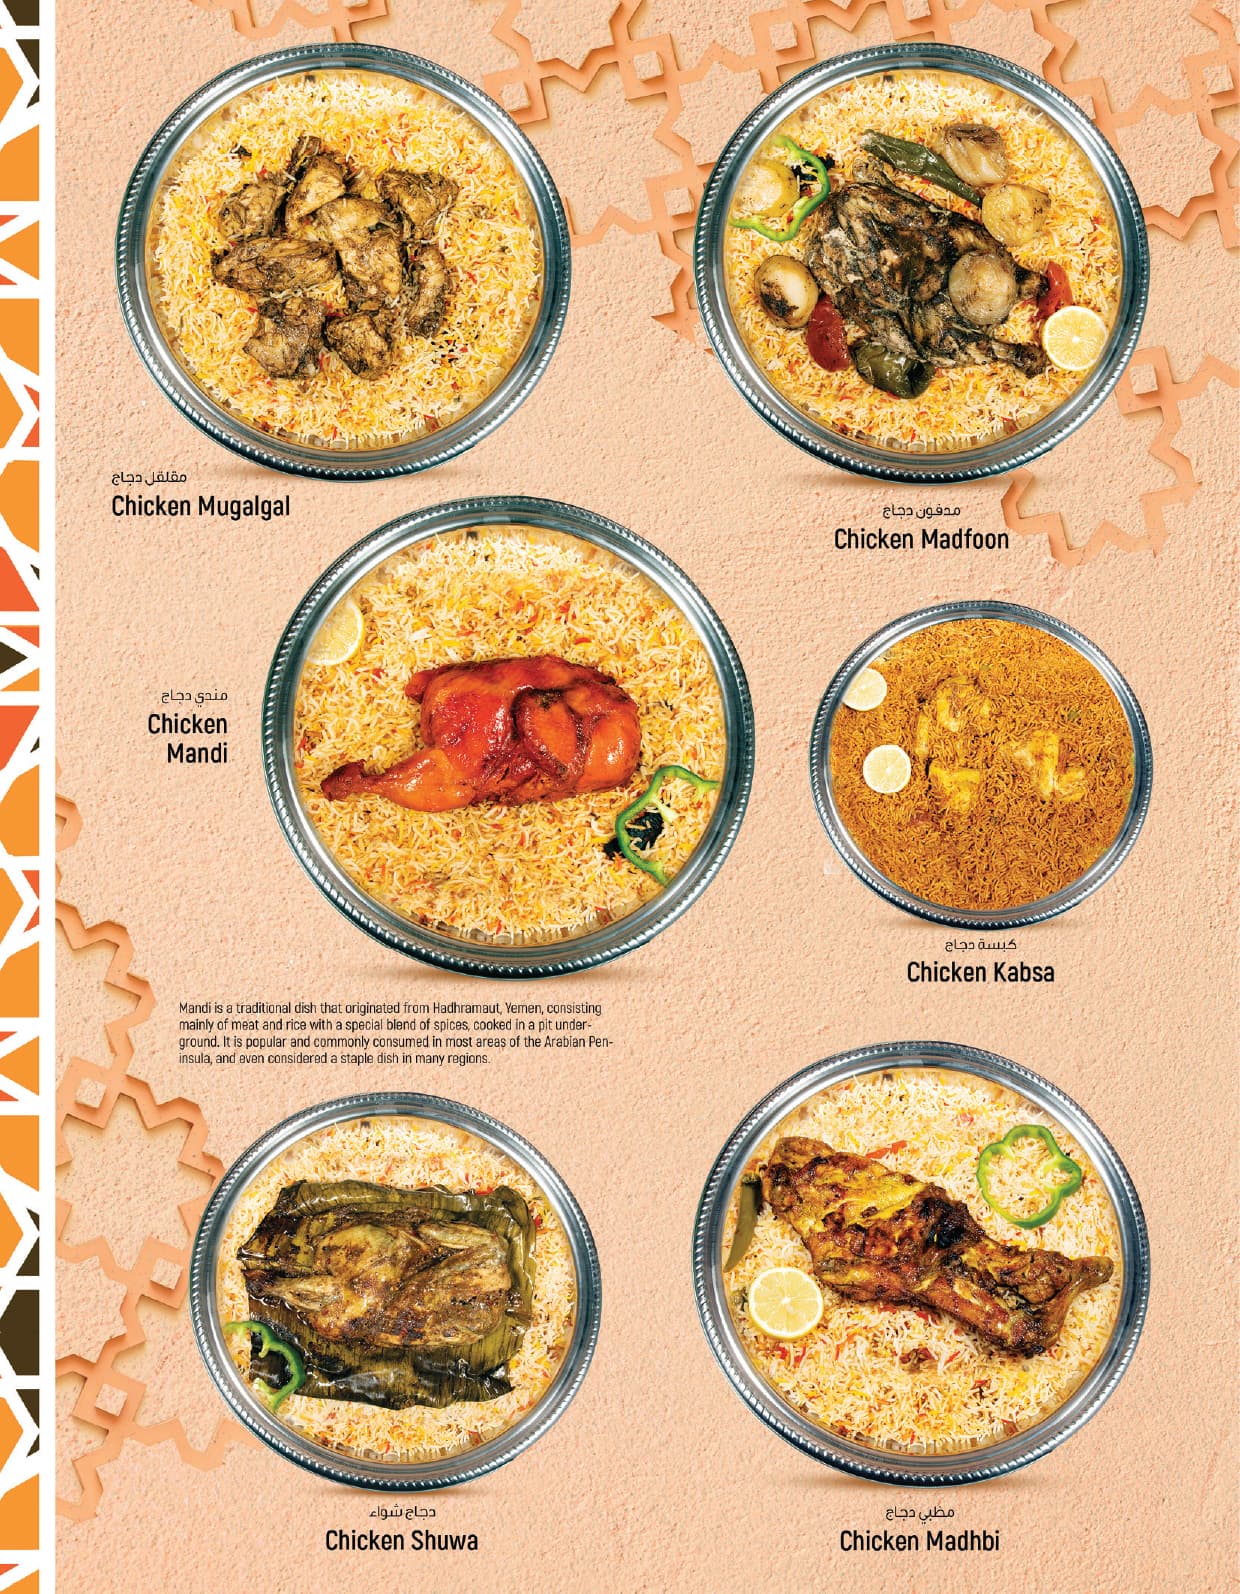 مقلقل دجاج
Chicken Mugalgal
مدفون دجاج
Chicken Madfoon
مندي دجاج
Chicken
Mandi
كبسة دجاج
Chicken Kabsa
Mandi is a traditional dish that originated from Hadhramaut, Yemen, consisting
mainly of meat and rice with a special blend of spices, cooked in a pit under-
ground. It is popular and commonly consumed in most areas of the Arabian Pen-
insula, and even considered a staple dish in many regions.
دجاج شواء
Chicken Shuwa
مظبي دجاج
Chicken Madhbi